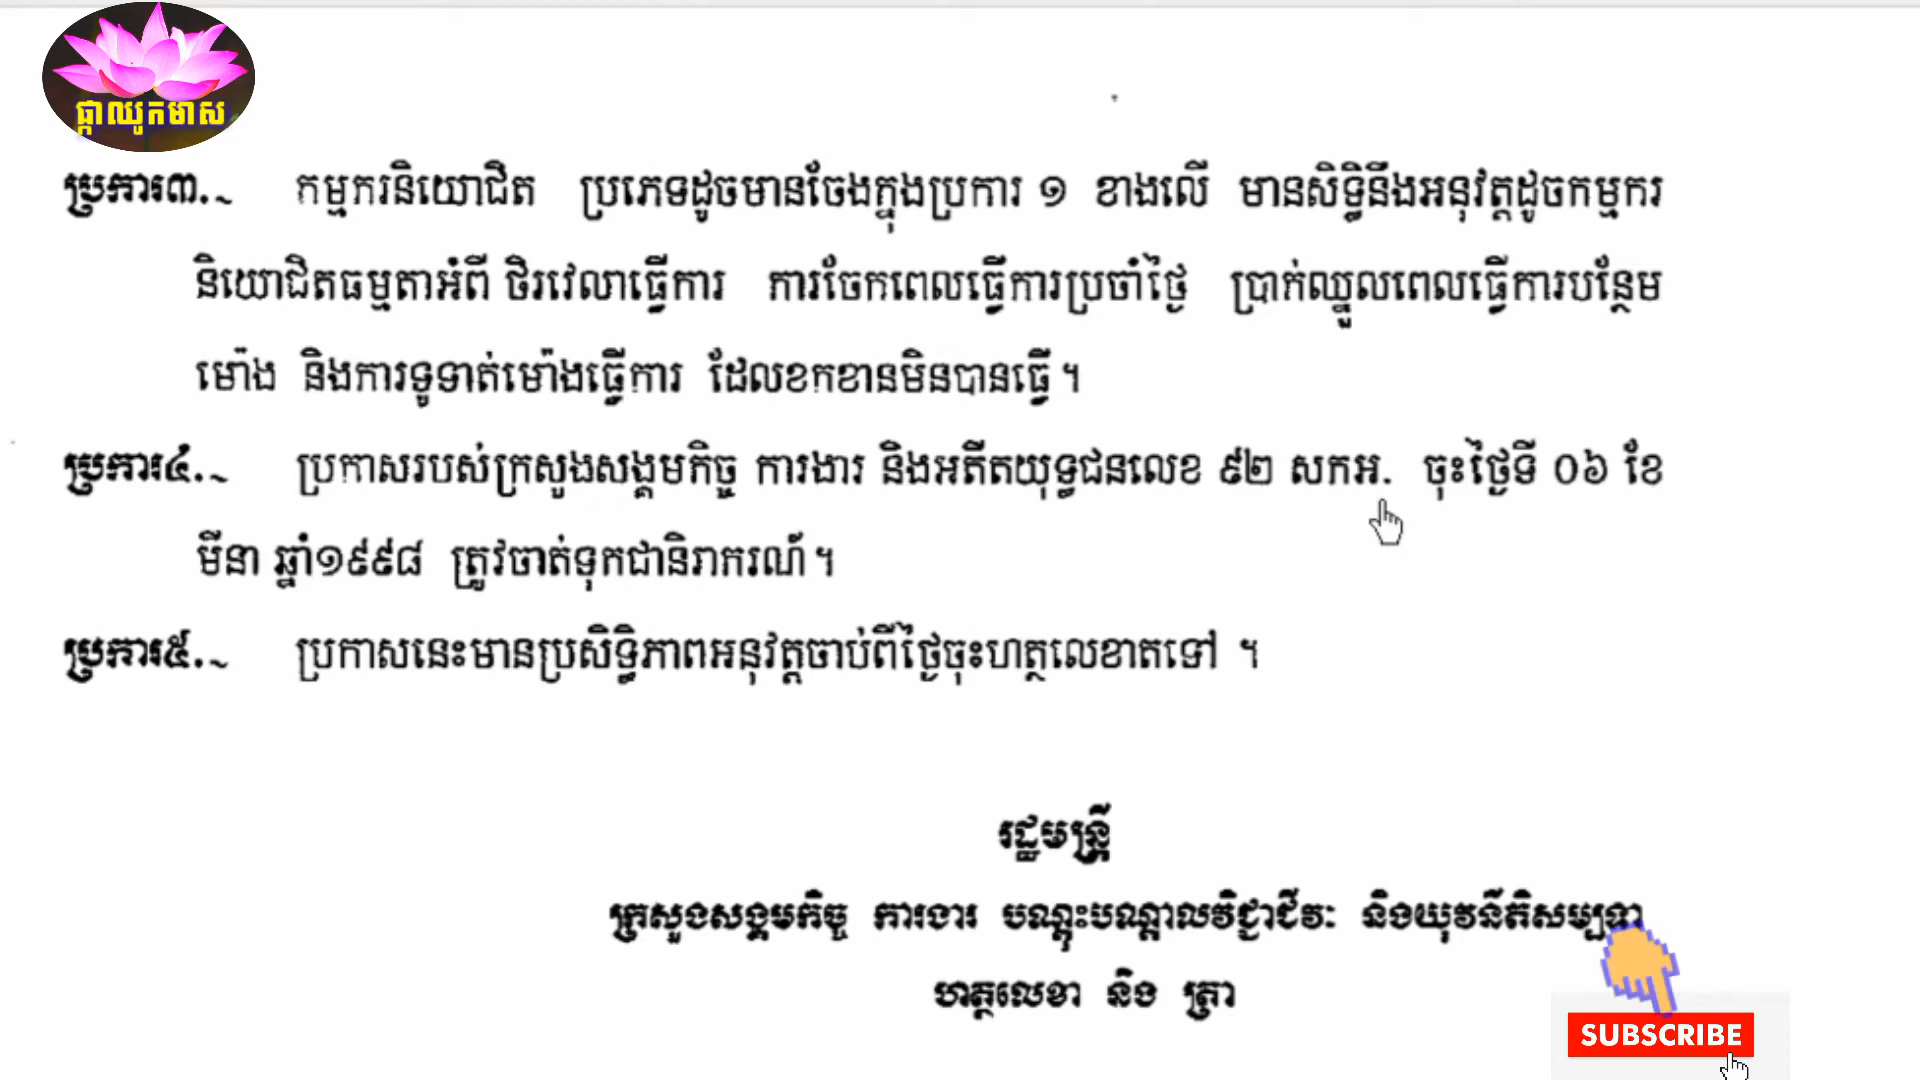 ផ្កាឈូកមាស
ប្រការ៣.~ កម្មករនិយោជិត ប្រភេទដូចមានចែងក្នុងប្រការ ១ ខាងលើ មានសិទ្ធិនឹងអនុវត្តដូចកម្មករ
និយោជិតធម្មតាអំពី ថិរវេលាធ្វើការ ការចែកពេលធ្វើការប្រចាំថ្ងៃ ប្រាក់ឈ្នួលពេលធ្វើការបន្ថែម
ម៉ោង និងការទូទាត់ម៉ោងធ្វើការ ដែលខកខានមិនបានធ្វើ។
ប្រការ៤.~ ប្រកាសរបស់ក្រសួងសង្គមកិច្ច ការងារ និងអតីតយុទ្ធជនលេខ ៩២ សកអ. ចុះថ្ងៃទី ០៦ ខែ
មីនា ឆ្នាំ១៩៩៨ ត្រូវចាត់ទុកជានិរាករណ៍។
ប្រការ៥.~ ប្រកាសនេះមានប្រសិទ្ធិភាពអនុវត្តចាប់ពីថ្ងៃចុះហត្ថលេខាតទៅ ។
រដ្ឋមន្ត្រី
ក្រសួងសង្គមកិច្ច ការងារ បណ្តុះបណ្តាលវិជ្ជាជីវៈ និងយុវនីតិសម្បទា
ហត្ថលេខា និង ត្រា
SUBSCRIBE